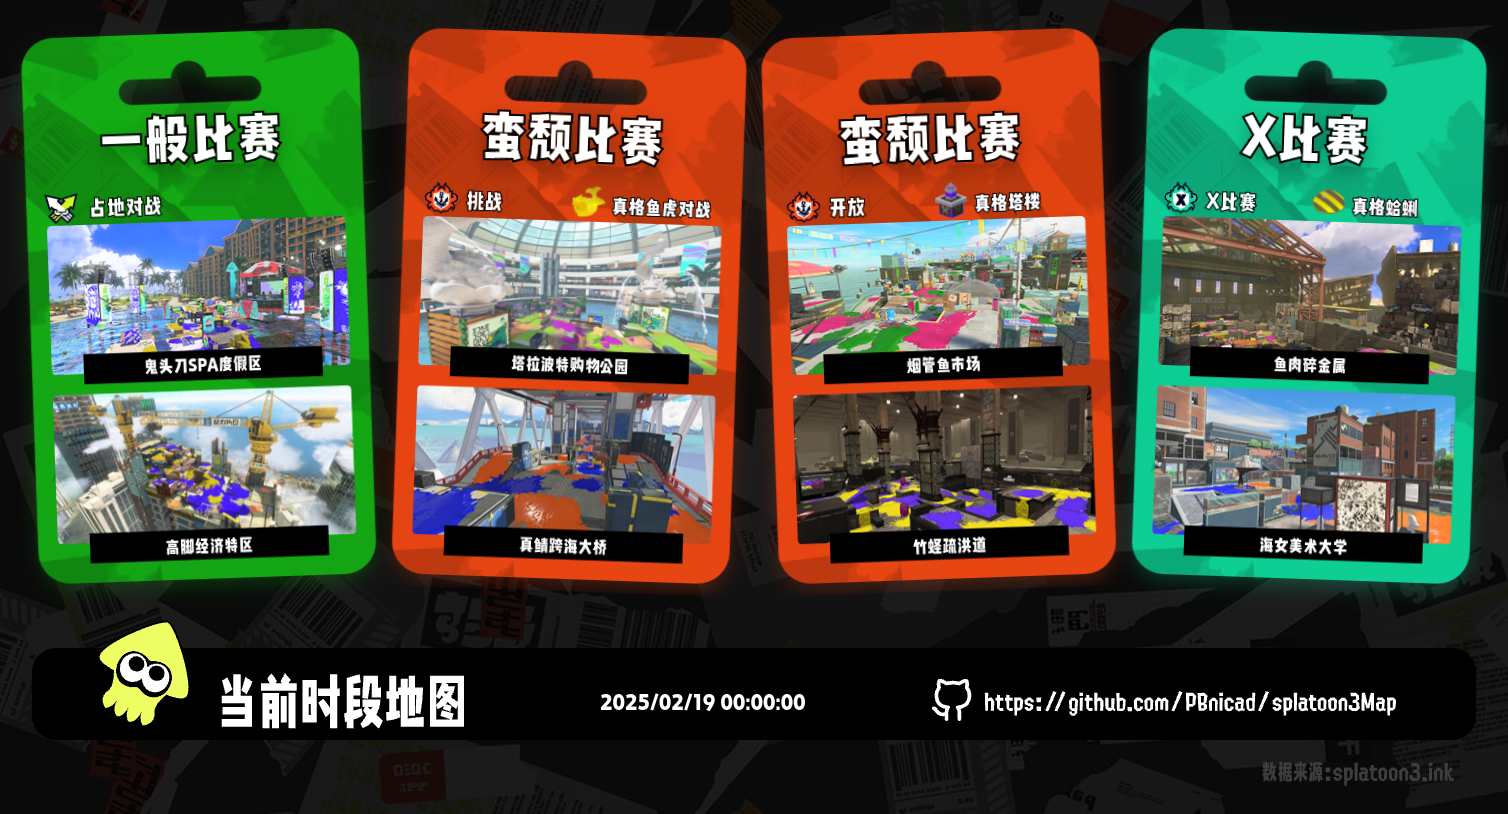 一般比赛
占地对战
鬼头刀SPA度假区
高脚经济特区
蛮颓比赛
挑战
真格鱼虎对战
塔拉波特购物公园
真鲭跨海大桥
蛮颓比赛
开放
真格塔楼
烟管鱼市场
竹蛏疏洪道
X比赛
X比赛
真格蛤蜊
鱼肉碎金属
海女美术大学
当前时段地图
2025/02/19 00:00:00
https://github.com/PBnicad/splatoon3Map
数据来源:splatoon3.ink